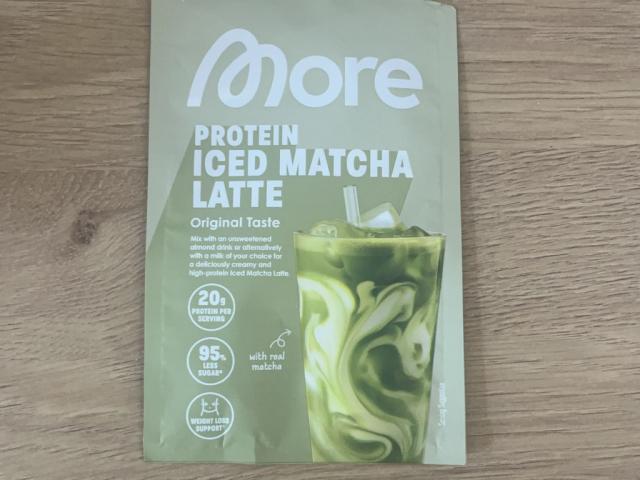 More
PROTEIN
ICED MATCHA
LATTE
Original Taste
Mix with an unsweetened
almond drink or alternatively
with a milk of your choice for
a deliciously creamy and
high-protein Iced Matcha Latte.
20g
PROTEIN PER
SERVING
95%
LESS
SUGAR*
with real
matcha
WEIGHT LOSS
SUPPORT*
Serving Suggestion